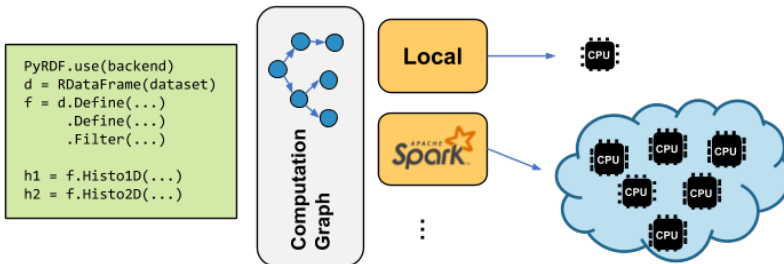 PyRDF.use(backend)
d = RDataFrame(dataset)
f = d.Define(...)
.Define(...)
.Filter(...)
h1 = f.Histo1D(...)
h2 = f.Histo2D(...)
Computation
Graph
Local
CPU
APACHE
Spark
...
CPU
CPU
CPU
CPU
CPU
CPU